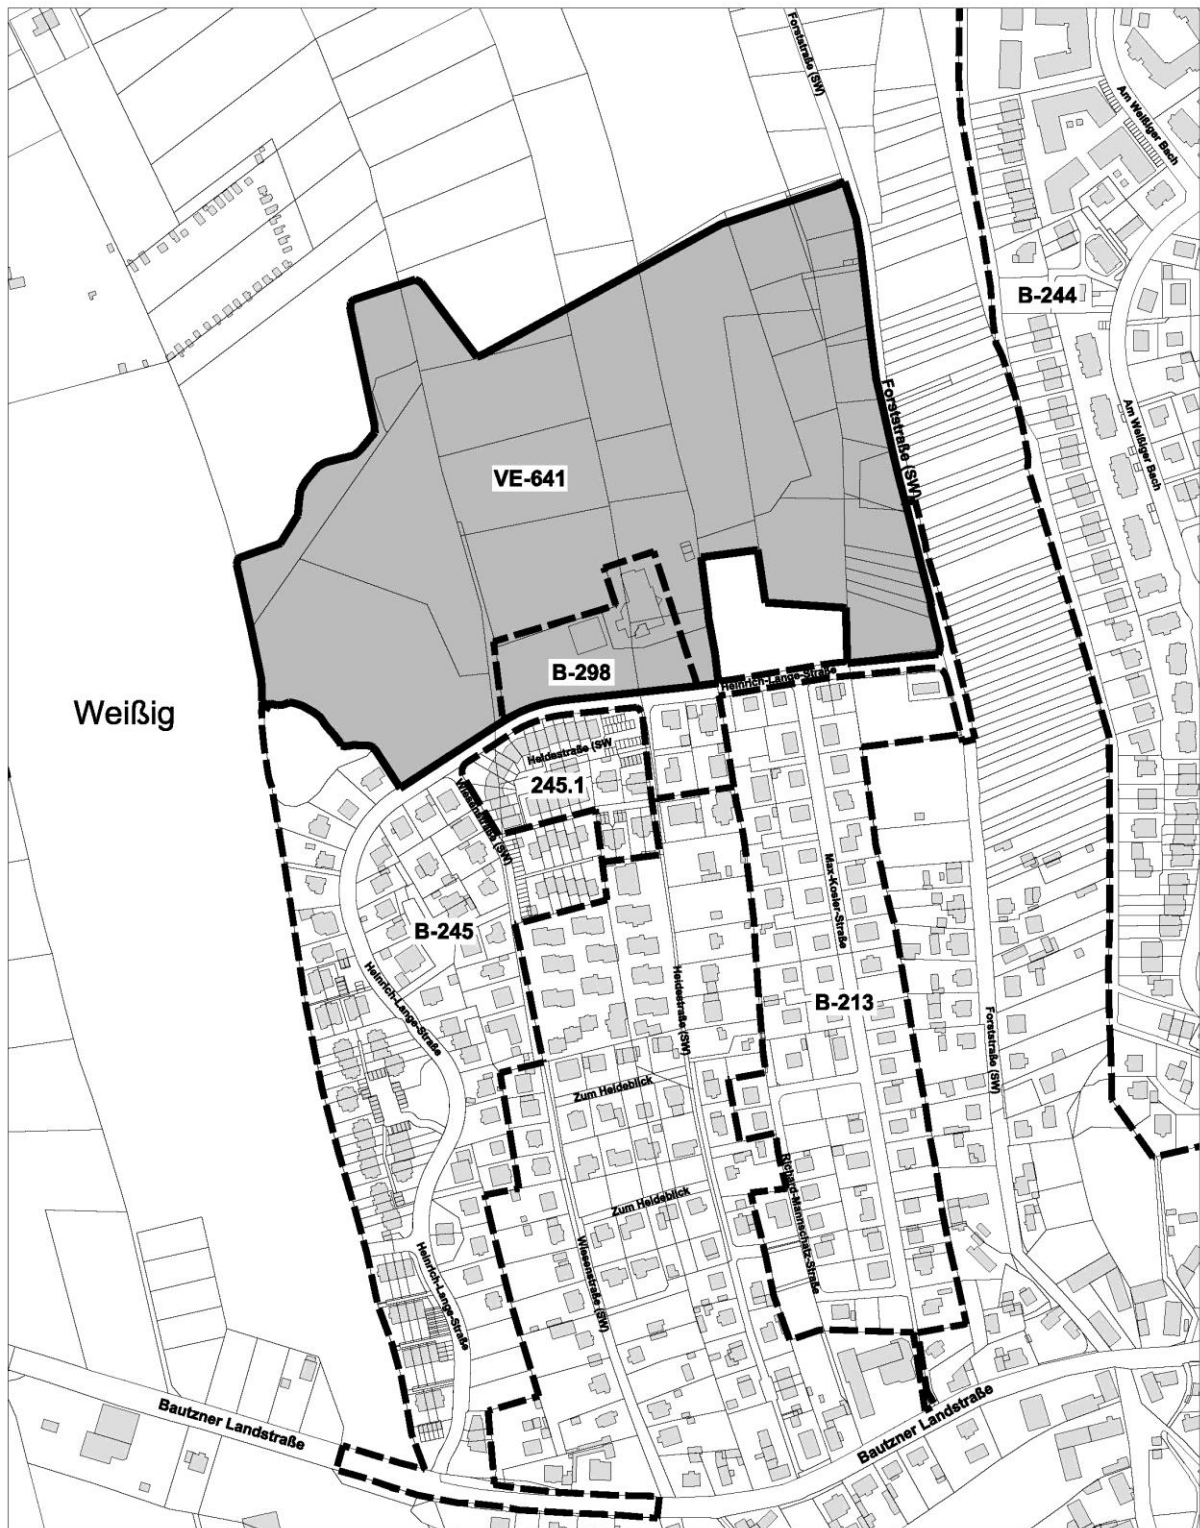 Forststraße (SW)
Am Weißiger Bach
B-244
Forststraße (SW)
Am Weißiger Bach
VE-641
B-298
Heinrich-Lange-Straße
Weißig
Heidestraße (SW
245.1
Wiesenstraße (SW)
Max-Kosler-Straße
B-245
Heinrich-Lange-Straße
Heidestraße (SW)
B-213
Forststraße (SW)
Zum Heideblick
Richard-Mannschatz-Straße
Zum Heideblick
Wiesenstraße (SW)
Heinrich-Lange-Straße
Bautzner Landstraße
Bautzner Landstraße